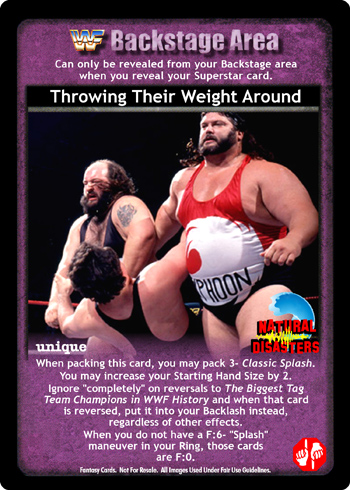 WF Backstage Area
Can only be revealed from your Backstage area
when you reveal your Superstar card.
Throwing Their Weight Around
PHOON
NATURAL
DISASTERS
unique
When packing this card, you may pack 3- Classic Splash.
You may increase your Starting Hand Size by 2.
Ignore "completely" on reversals to The Biggest Tag
Team Champions in WWF History and when that card
is reversed, put it into your Backlash instead,
regardless of other effects.
When you do not have a F:6- "Splash"
maneuver in your Ring, those cards
are F:0.
Fantasy Cards. Not For Resale. All Images Used Under Fair Use Guidelines.